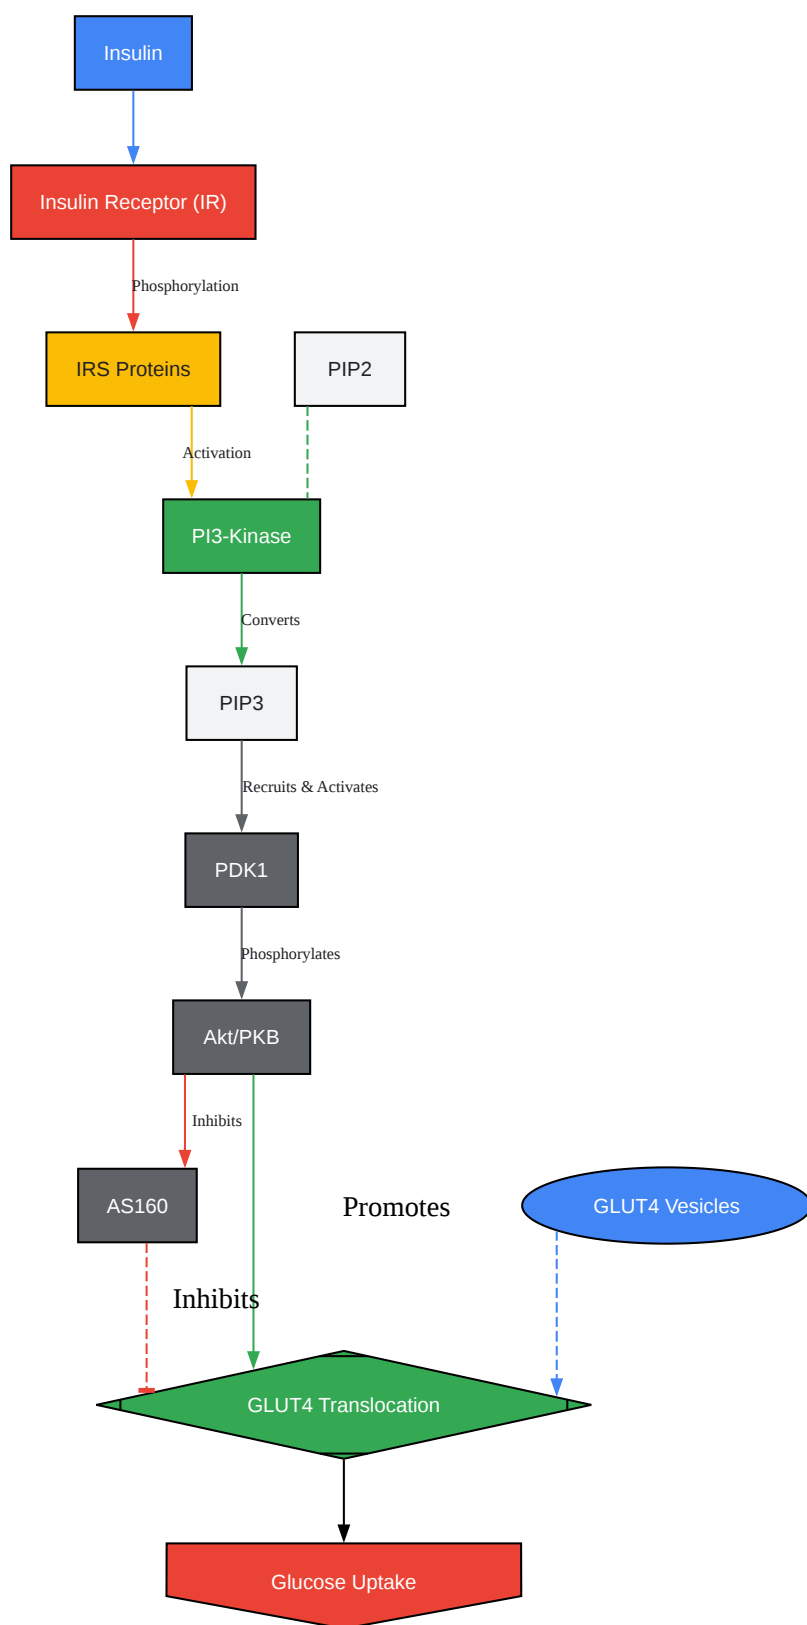 Insulin
Insulin Receptor (IR)
Phosphorylation
IRS Proteins
PIP2
Activation
PI3-Kinase
Converts
PIP3
Recruits & Activates
PDK1
Phosphorylates
Akt/PKB
Inhibits
AS160
Promotes
GLUT4 Vesicles
Inhibits
GLUT4 Translocation
Glucose Uptake